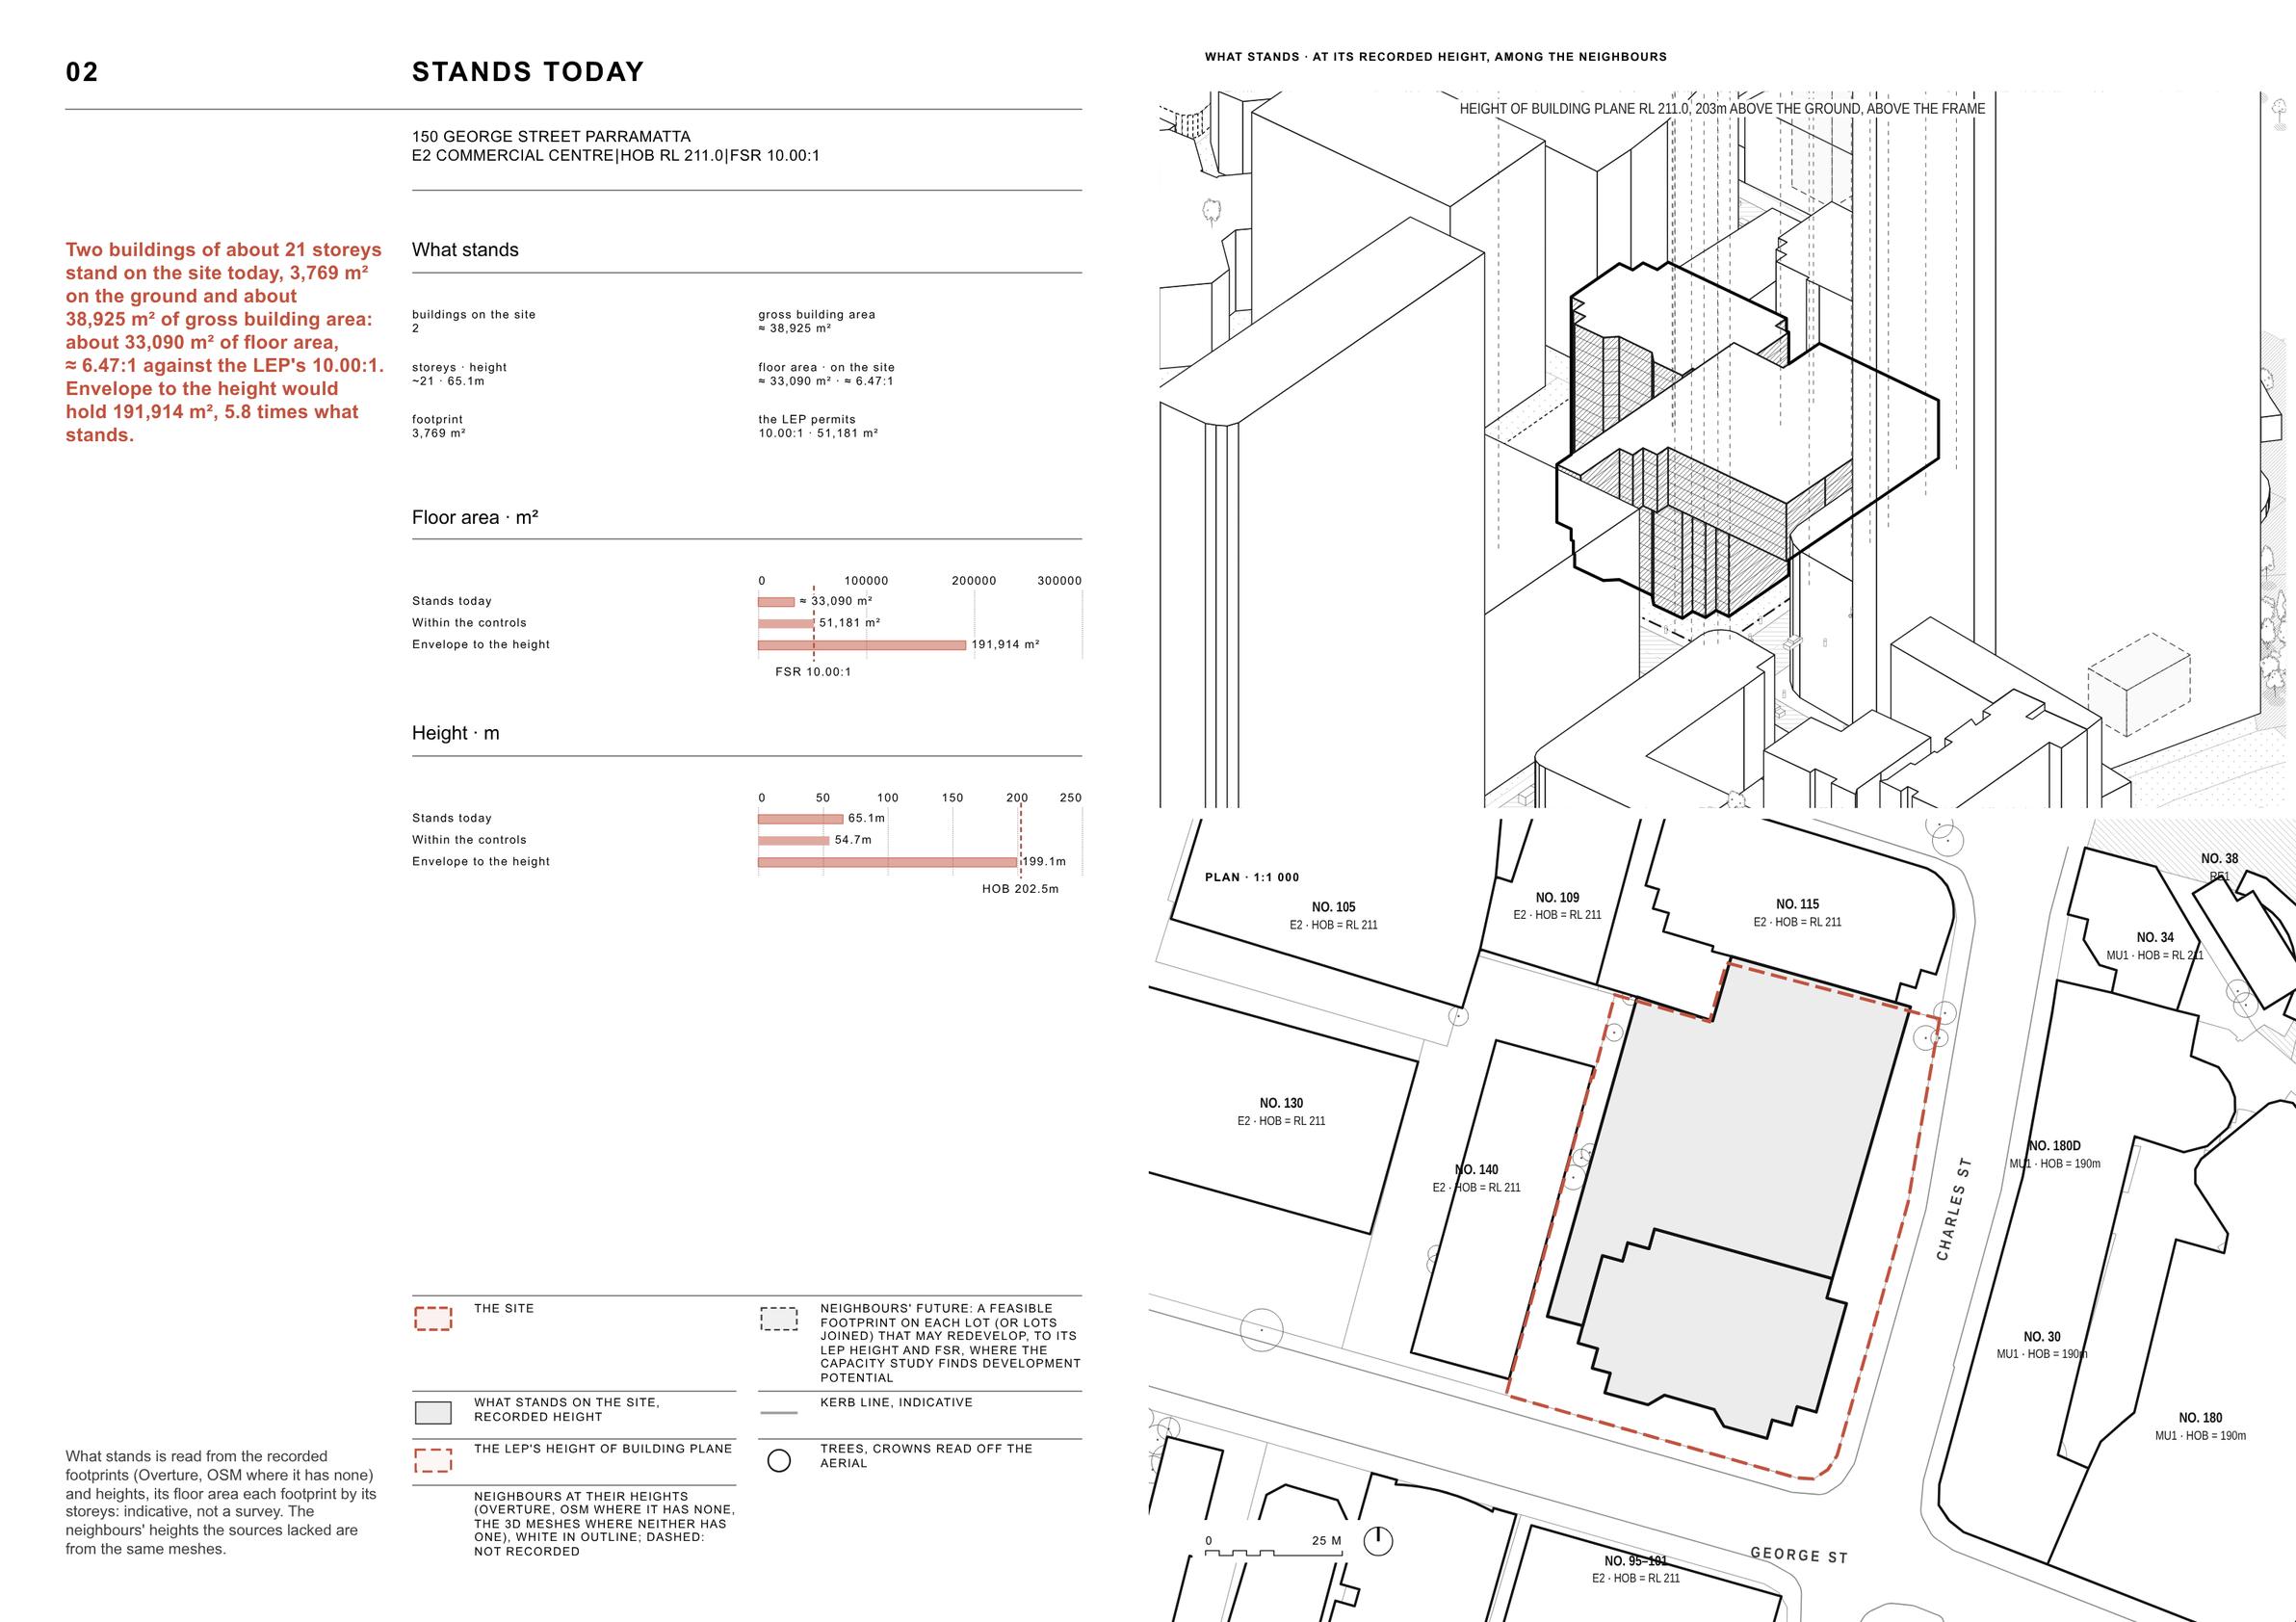 02
STANDS TODAY
150 GEORGE STREET PARRAMATTA
E2 COMMERCIAL CENTRE|HOB RL 211.0|FSR 10.00:1
Two buildings of about 21 storeys
stand on the site today, 3,769 m²
on the ground and about
38,925 m² of gross building area:
about 33,090 m² of floor area,
≈ 6.47:1 against the LEP's 10.00:1.
Envelope to the height would
hold 191,914 m², 5.8 times what
stands.
What stands
buildings on the site
2
gross building area
≈ 38,925 m²
storeys · height
~21 · 65.1m
floor area · on the site
≈ 33,090 m² · ≈ 6.47:1
footprint
3,769 m²
the LEP permits
10.00:1 · 51,181 m²
Floor area · m²
0 100000 200000 300000
Stands today ≈ 33,090 m²
Within the controls 51,181 m²
Envelope to the height 191,914 m²
FSR 10.00:1
Height · m
0 50 100 150 200 250
Stands today 65.1m
Within the controls 54.7m
Envelope to the height 199.1m
HOB 202.5m
THE SITE
NEIGHBOURS' FUTURE: A FEASIBLE
FOOTPRINT ON EACH LOT (OR LOTS
JOINED) THAT MAY REDEVELOP, TO ITS
LEP HEIGHT AND FSR, WHERE THE
CAPACITY STUDY FINDS DEVELOPMENT
POTENTIAL
WHAT STANDS ON THE SITE,
RECORDED HEIGHT
KERB LINE, INDICATIVE
THE LEP'S HEIGHT OF BUILDING PLANE
TREES, CROWNS READ OFF THE
AERIAL
NEIGHBOURS AT THEIR HEIGHTS
(OVERTURE, OSM WHERE IT HAS NONE,
THE 3D MESHES WHERE NEITHER HAS
ONE), WHITE IN OUTLINE; DASHED:
NOT RECORDED
What stands is read from the recorded
footprints (Overture, OSM where it has none)
and heights, its floor area each footprint by its
storeys: indicative, not a survey. The
neighbours' heights the sources lacked are
from the same meshes.
WHAT STANDS · AT ITS RECORDED HEIGHT, AMONG THE NEIGHBOURS
HEIGHT OF BUILDING PLANE RL 211.0, 203m ABOVE THE GROUND, ABOVE THE FRAME
PLAN · 1:1 000
NO. 105
E2 · HOB = RL 211
NO. 109
E2 · HOB = RL 211
NO. 115
E2 · HOB = RL 211
NO. 38
RE1
NO. 34
MU1 · HOB = RL 211
NO. 130
E2 · HOB = RL 211
NO. 140
E2 · HOB = RL 211
NO. 180D
MU1 · HOB = 190m
CHARLES ST
NO. 30
MU1 · HOB = 190m
NO. 180
MU1 · HOB = 190m
0 25 M
GEORGE ST
NO. 95–101
E2 · HOB = RL 211